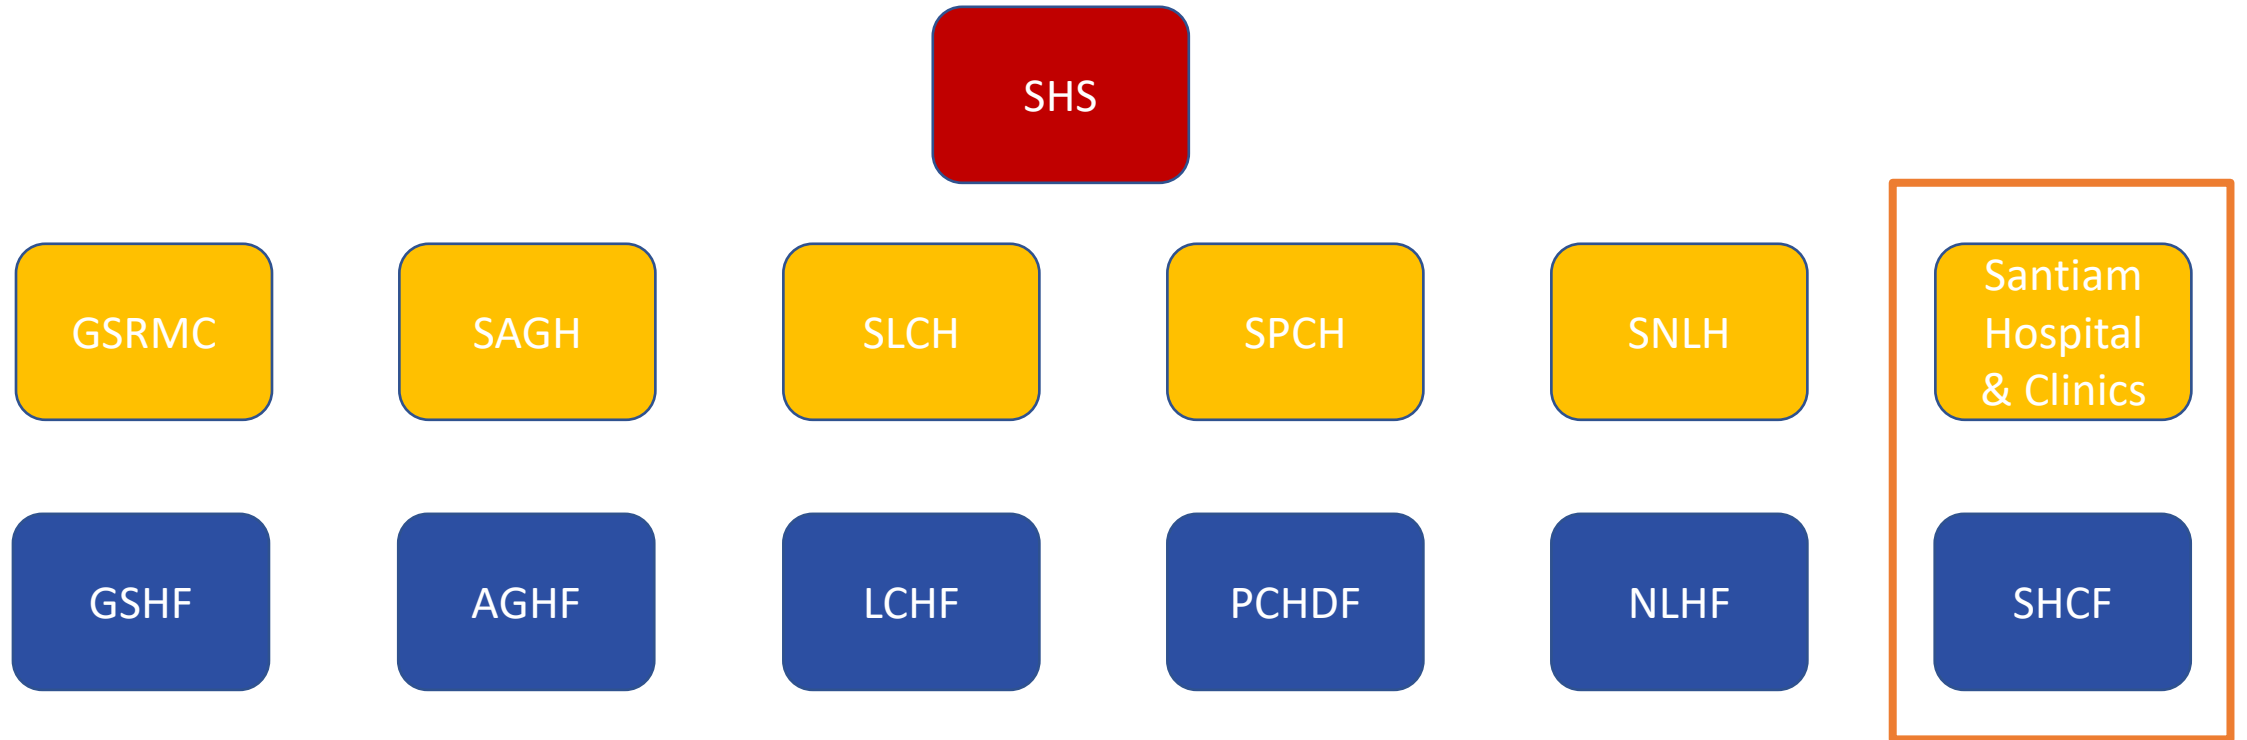 SHS
GSRMC
SAGH
SLCH
SPCH
SNLH
Santiam
Hospital
& Clinics
GSHF
AGHF
LCHF
PCHDF
NLHF
SHCF